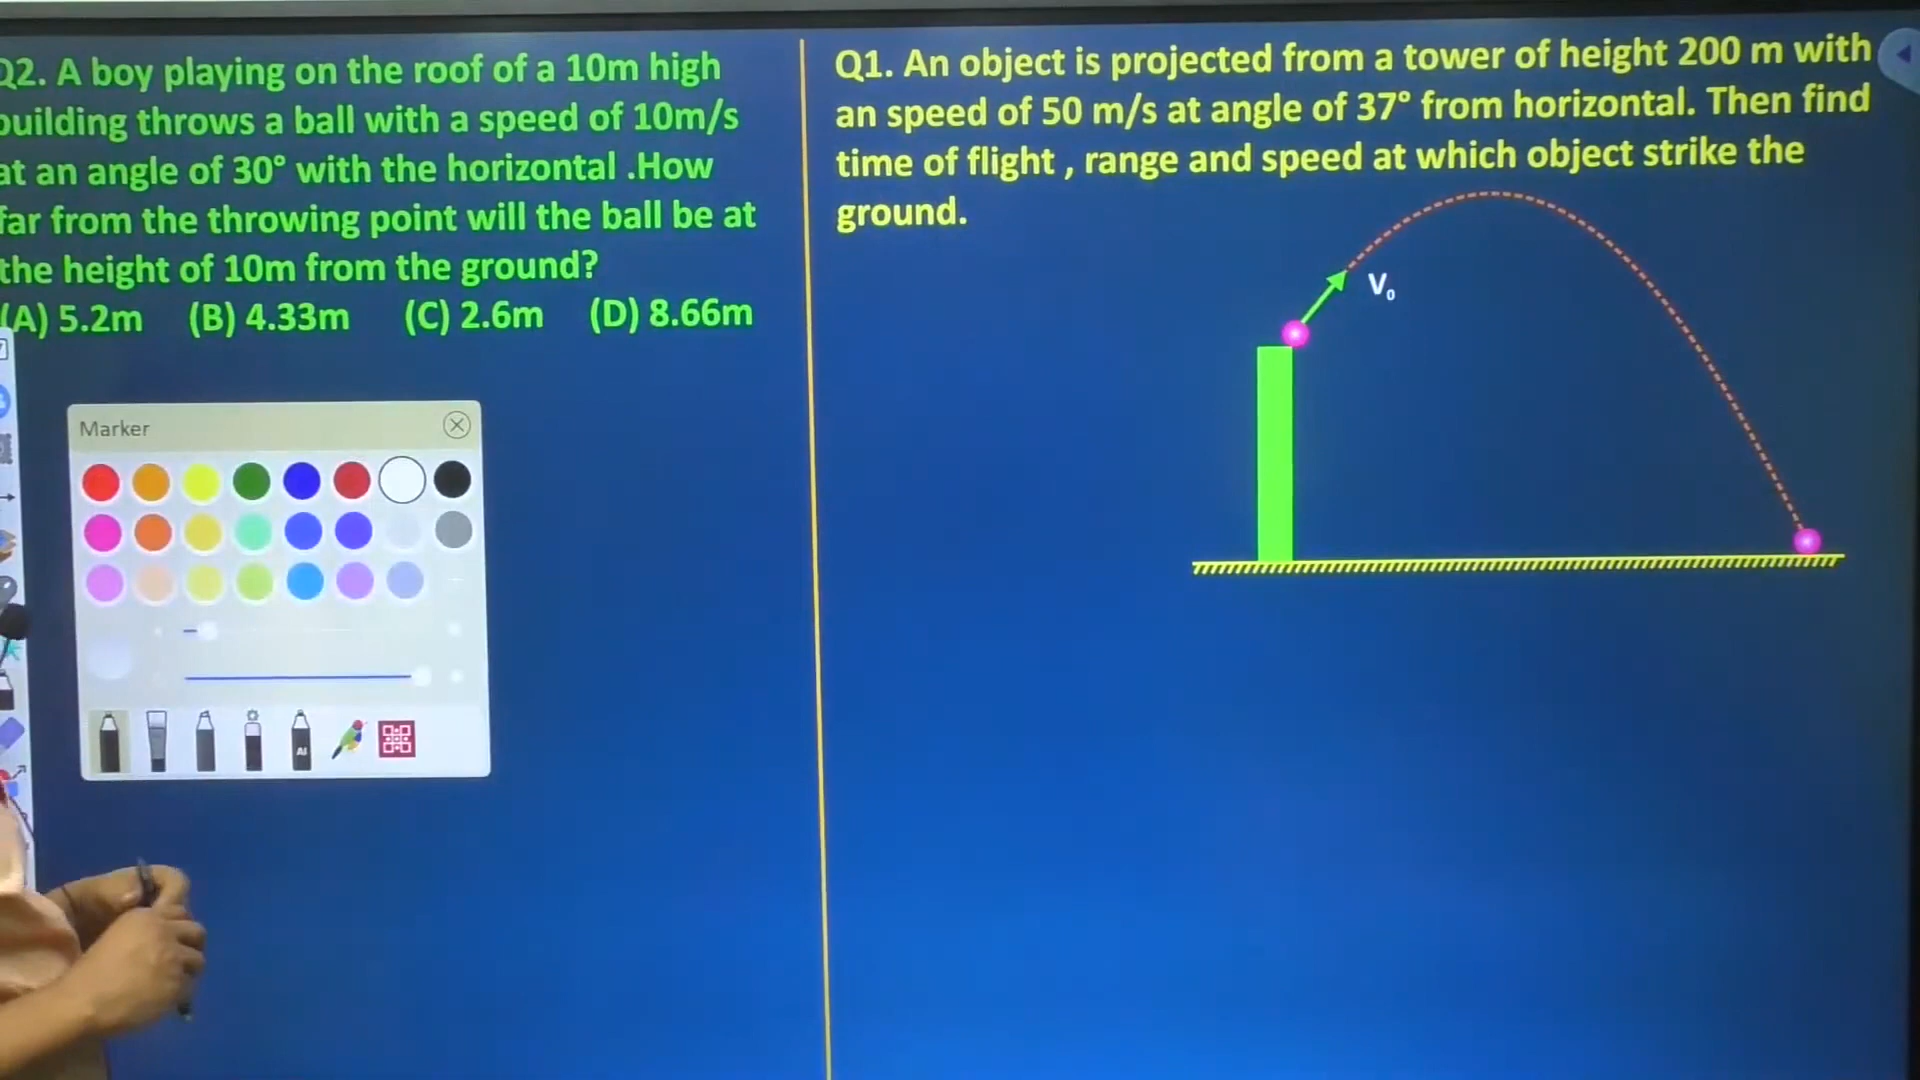 Q2. A boy playing on the roof of a 10m high
building throws a ball with a speed of 10m/s
at an angle of 30° with the horizontal .How
far from the throwing point will the ball be at
the height of 10m from the ground?
(A) 5.2m (B) 4.33m (C) 2.6m (D) 8.66m
Marker
AI
Q1. An object is projected from a tower of height 200 m with
an speed of 50 m/s at angle of 37° from horizontal. Then find
time of flight , range and speed at which object strike the
ground.
V₀